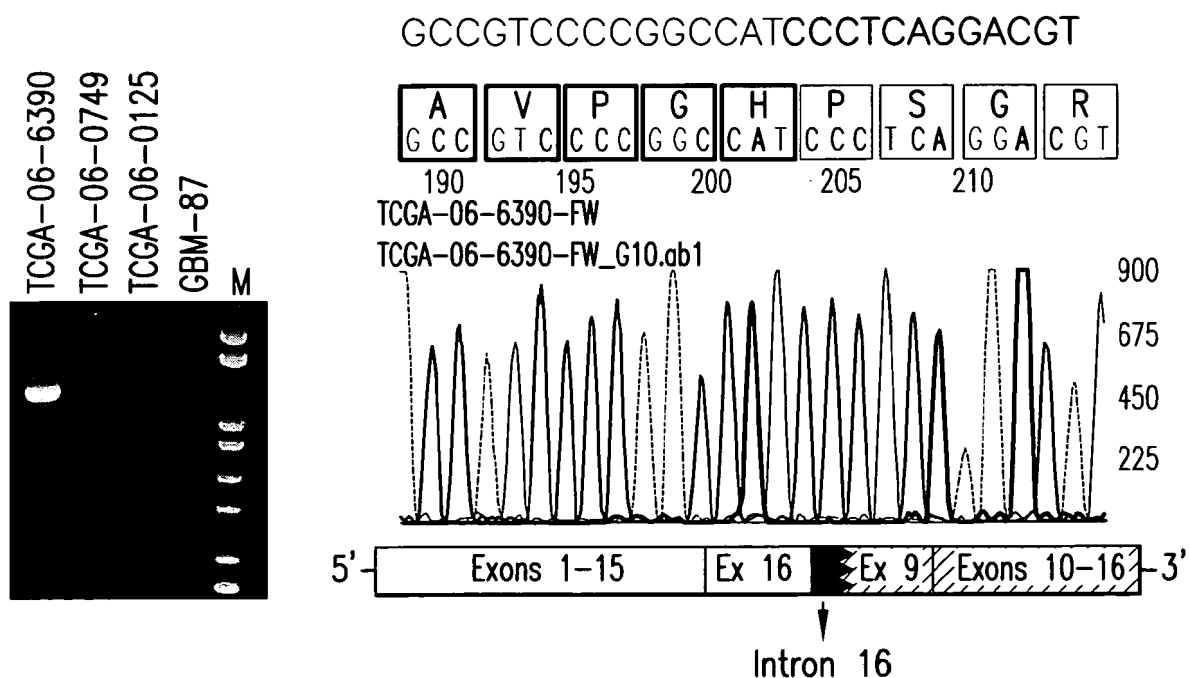 GCCGTCCCCGGCCATCCCTCAGGACGT
TCGA-06-6390
TCGA-06-0749
TCGA-06-0125
GBM-87
M
A V P G H P S G R
GCC GTC CCC GGC CAT CCC TCA GGA CGT
190 195 200 205 210
TCGA-06-6390-FW
TCGA-06-6390-FW_G10.ab1
900
675
450
225
5'- Exons 1-15 Ex 16 Ex 9 Exons 10-16 -3'
Intron 16